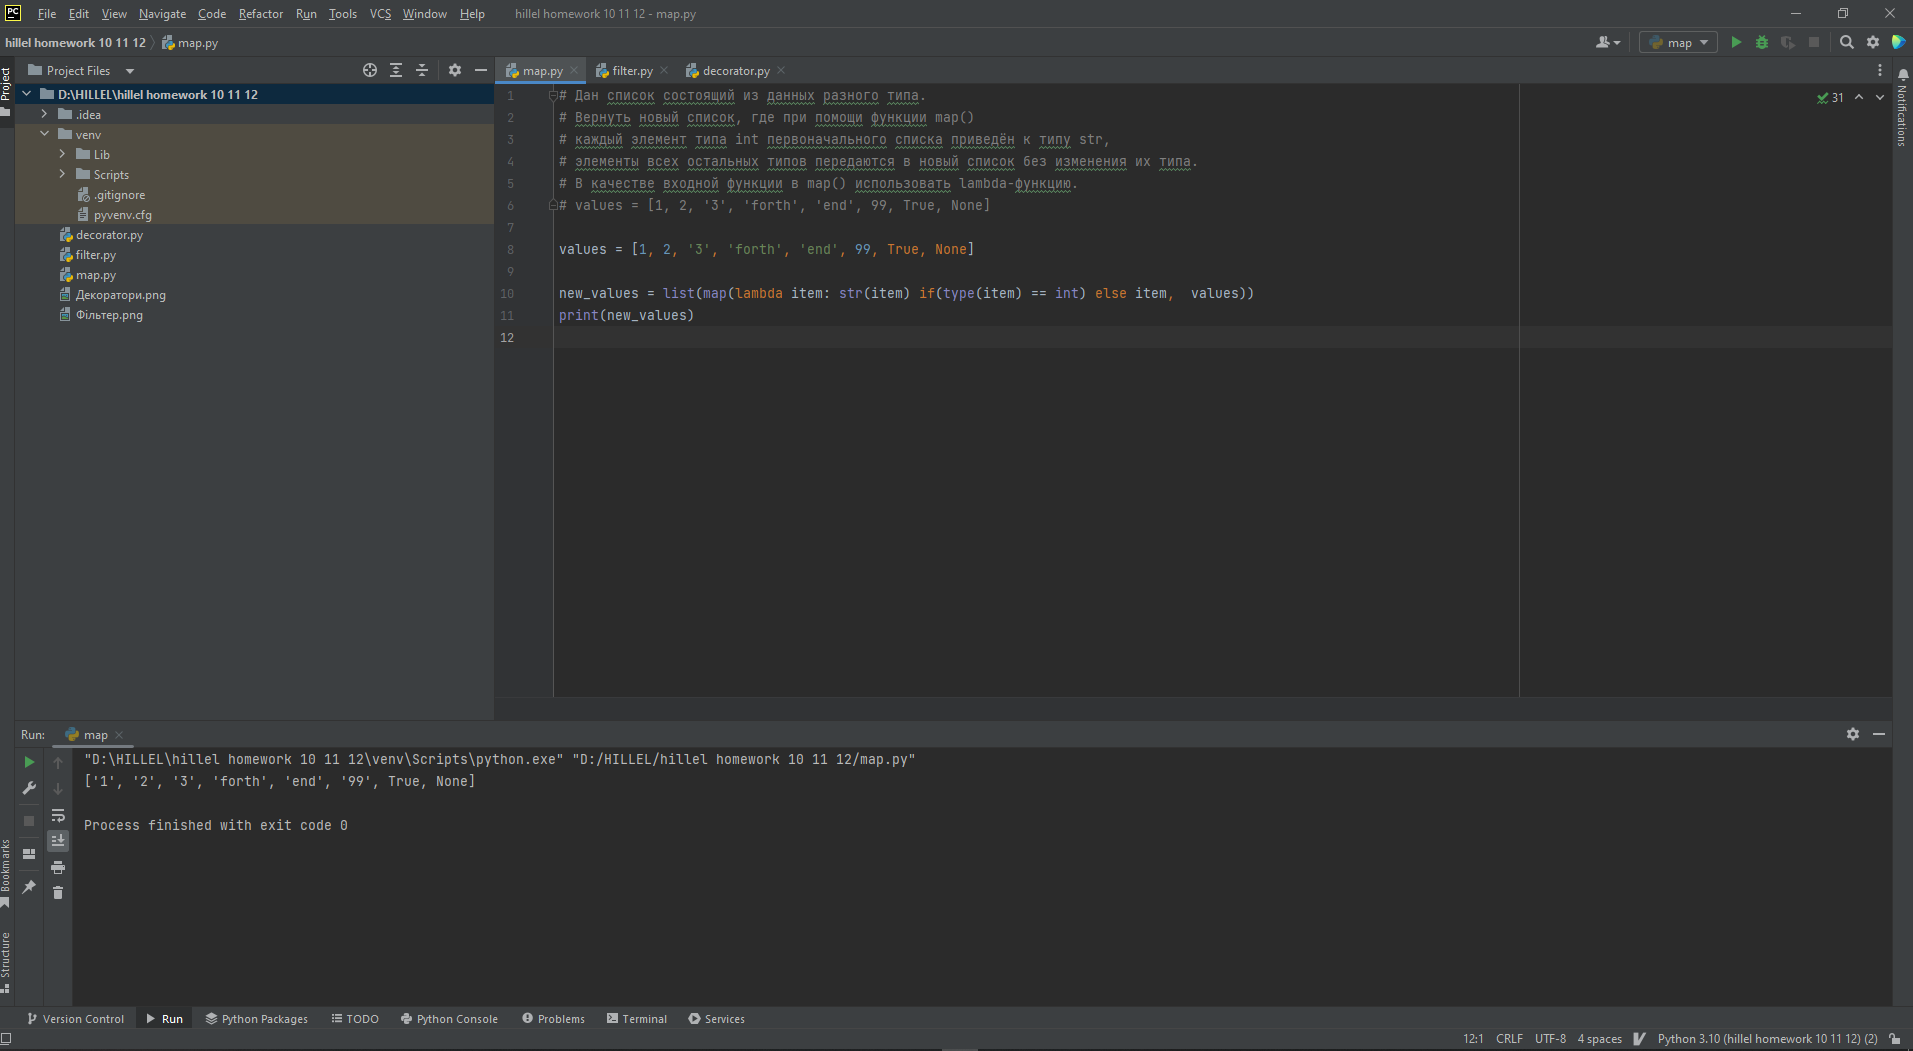 PC File Edit View Navigate Code Refactor Run Tools VCS Window Help hillel homework 10 11 12 - map.py
hillel homework 10 11 12 map.py map
Project
Project Files
D:\HILLEL\hillel homework 10 11 12
.idea
venv
Lib
Scripts
.gitignore
pyvenv.cfg
decorator.py
filter.py
map.py
Декоратори.png
Фільтер.png
map.py filter.py decorator.py
31
Notifications
1 # Дан список состоящий из данных разного типа.
2 # Вернуть новый список, где при помощи функции map()
3 # каждый элемент типа int первоначального списка приведён к типу str,
4 # элементы всех остальных типов передаются в новый список без изменения их типа.
5 # В качестве входной функции в map() использовать lambda-функцию.
6 # values = [1, 2, '3', 'forth', 'end', 99, True, None]
7
8 values = [1, 2, '3', 'forth', 'end', 99, True, None]
9
10 new_values = list(map(lambda item: str(item) if(type(item) == int) else item,  values))
11 print(new_values)
12
Run: map
"D:\HILLEL\hillel homework 10 11 12\venv\Scripts\python.exe" "D:/HILLEL/hillel homework 10 11 12/map.py"
['1', '2', '3', 'forth', 'end', '99', True, None]
Process finished with exit code 0
Bookmarks
Structure
Version Control Run Python Packages TODO Python Console Problems Terminal Services
12:1 CRLF UTF-8 4 spaces Python 3.10 (hillel homework 10 11 12) (2)